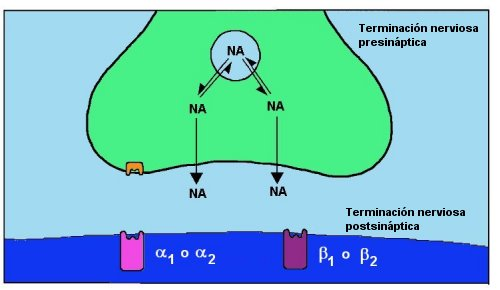 Terminación nerviosa
presináptica
NA
NA NA
NA NA
Terminación nerviosa
postsináptica
α1 o α2 β1 o β2